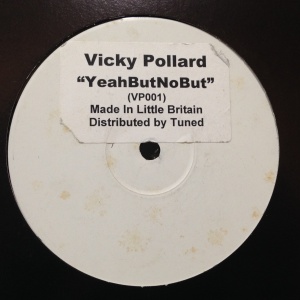 Vicky Pollard
“YeahButNoBut”
(VP001)
Made In Little Britain
Distributed by Tuned